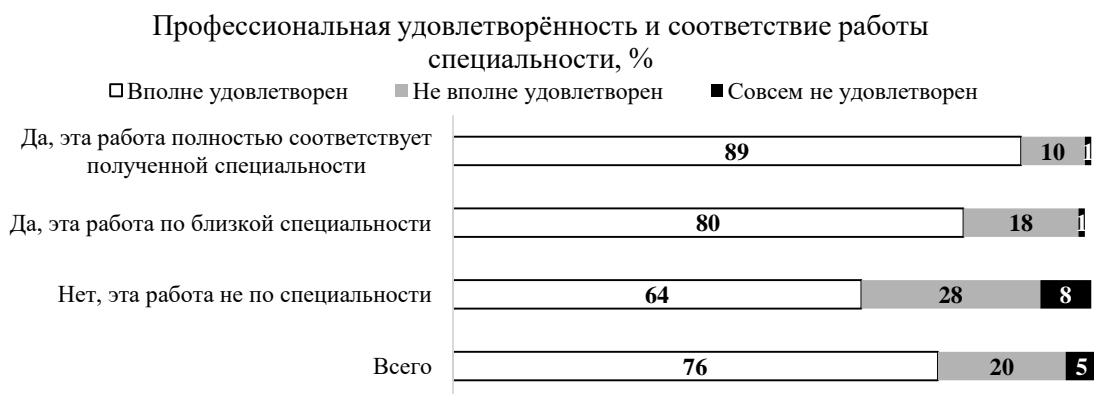 Профессиональная удовлетворённость и соответствие работы
специальности, %
Вполне удовлетворен Не вполне удовлетворен Совсем не удовлетворен
Да, эта работа полностью соответствует
полученной специальности
89 10 1
Да, эта работа по близкой специальности
80 18 1
Нет, эта работа не по специальности
64 28 8
Всего
76 20 5